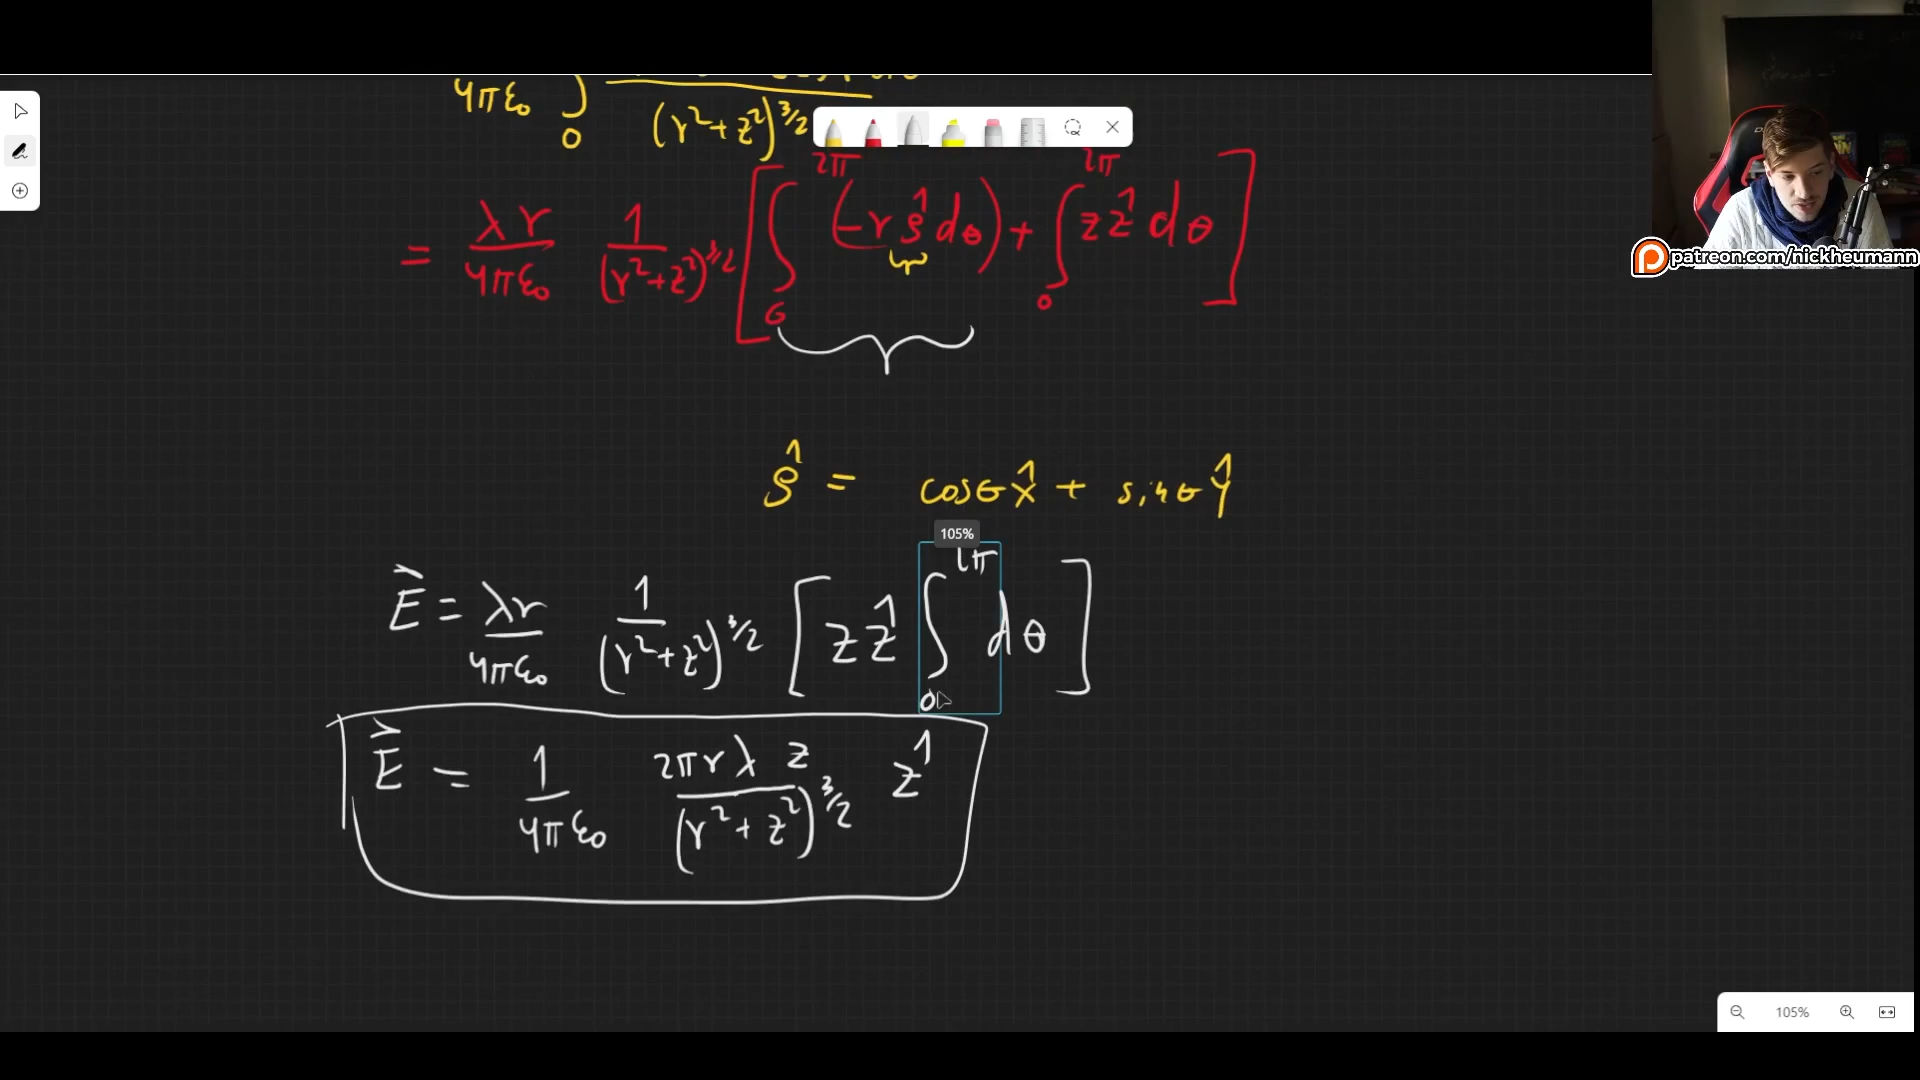 4πε₀ ∫ 0 (r²+z²)^3/2
= λr/4πε₀ 1/(r²+z²)^3/2 [∫₀^2π (-r ρ̂ dθ) + ∫₀^2π z ẑ dθ]
ρ̂ = cosθ x̂ + sinθ ŷ
105%
E⃗ = λr/4πε₀ 1/(r²+z²)^3/2 [z ẑ ∫₀^2π dθ]
E⃗ = 1/4πε₀ 2πrλ z/(r²+z²)^3/2 ẑ
patreon.com/nickheumann
105%